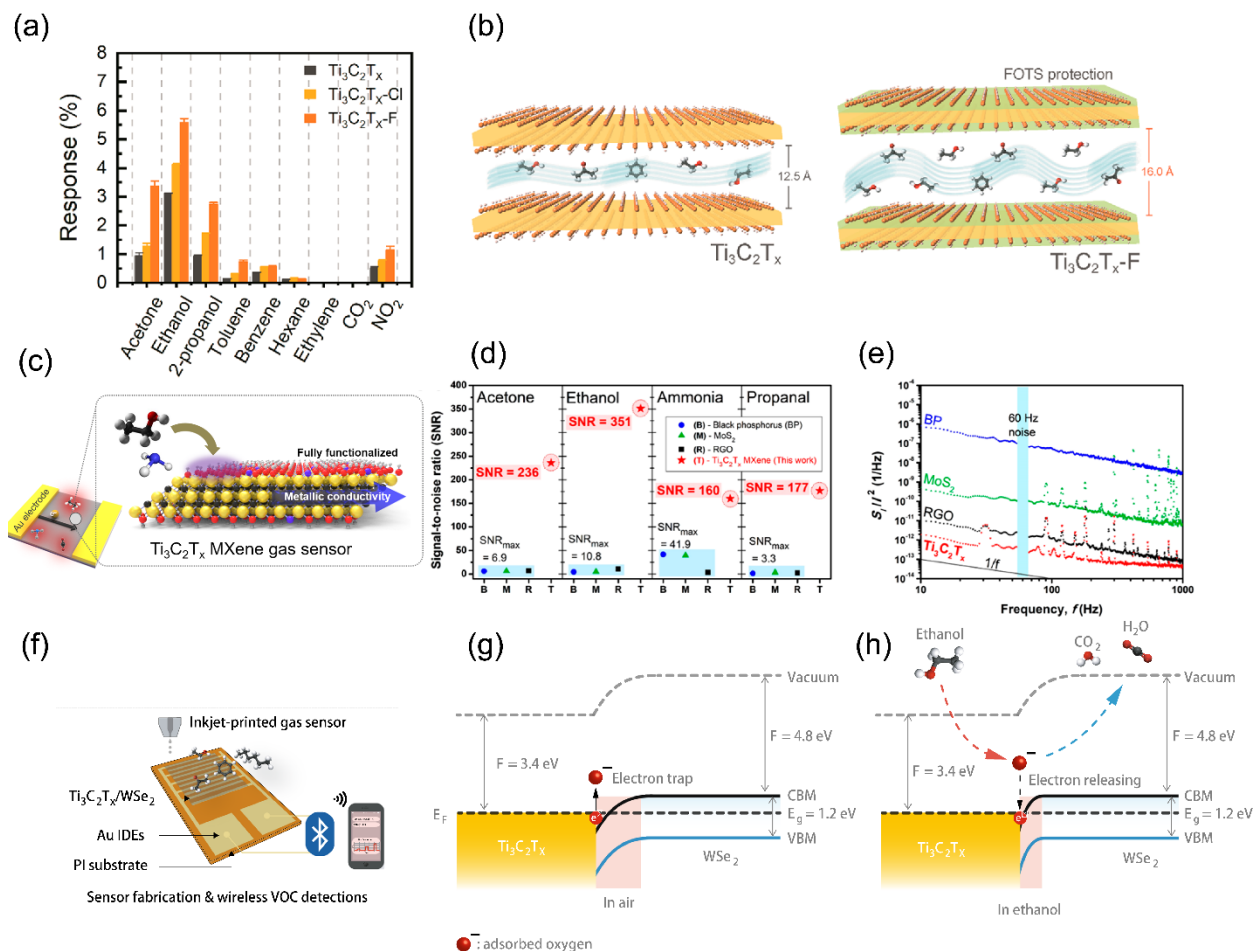 (a)
8
7
6
5
4
3
2
1
0
Response (%)
Ti₃C₂Tₓ
Ti₃C₂Tₓ-Cl
Ti₃C₂Tₓ-F
Acetone
Ethanol
2-propanol
Toluene
Benzene
Hexane
Ethylene
CO₂
NO₂
(b)
12.5 Å
Ti₃C₂Tₓ
FOTS protection
16.0 Å
Ti₃C₂Tₓ-F
(c)
Au electrode
Fully functionalized
Metallic conductivity
Ti₃C₂Tₓ MXene gas sensor
(d)
Signal-to-noise ratio (SNR)
400
350
300
250
200
150
100
50
0
Acetone
Ethanol
Ammonia
Propanal
SNR = 236
SNR = 351
SNR = 160
SNR = 177
(B) - Black phosphorus (BP)
(M) - MoS₂
(R) - RGO
(T) - Ti₃C₂Tₓ MXene (This work)
SNRmax
= 6.9
SNRmax
= 10.8
SNRmax
= 41.9
SNRmax
= 3.3
B M R T B M R T B M R T B M R T
(e)
S_I/I² (1/Hz)
10⁻⁴
10⁻⁵
10⁻⁶
10⁻⁷
10⁻⁸
10⁻⁹
10⁻¹⁰
10⁻¹¹
10⁻¹²
10⁻¹³
10⁻¹⁴
BP
MoS₂
RGO
Ti₃C₂Tₓ
1/f
60 Hz
noise
10 100 1000
Frequency, f (Hz)
(f)
Inkjet-printed gas sensor
Ti₃C₂Tₓ/WSe₂
Au IDEs
PI substrate
Sensor fabrication & wireless VOC detections
(g)
Vacuum
F = 4.8 eV
F = 3.4 eV
Electron trap
CBM
E_F
e⁻
E_g = 1.2 eV
VBM
Ti₃C₂Tₓ
WSe₂
In air
−: adsorbed oxygen
(h)
Ethanol
CO₂
H₂O
Vacuum
F = 4.8 eV
F = 3.4 eV
Electron releasing
CBM
e⁻
E_g = 1.2 eV
VBM
Ti₃C₂Tₓ
WSe₂
In ethanol